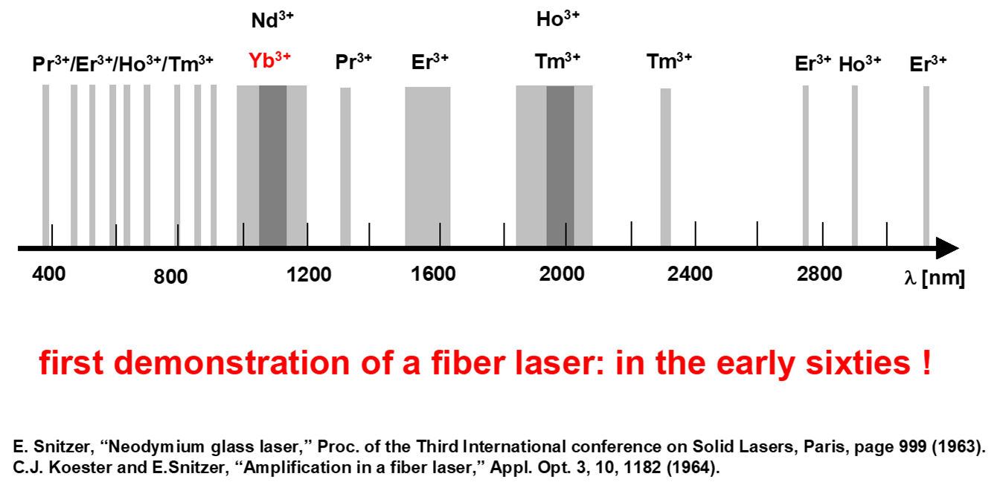 Nd³⁺ Ho³⁺
Pr³⁺/Er³⁺/Ho³⁺/Tm³⁺ Yb³⁺ Pr³⁺ Er³⁺ Tm³⁺ Tm³⁺ Er³⁺ Ho³⁺ Er³⁺
400 800 1200 1600 2000 2400 2800 λ [nm]
first demonstration of a fiber laser: in the early sixties !
E. Snitzer, “Neodymium glass laser,” Proc. of the Third International conference on Solid Lasers, Paris, page 999 (1963).
C.J. Koester and E.Snitzer, “Amplification in a fiber laser,” Appl. Opt. 3, 10, 1182 (1964).